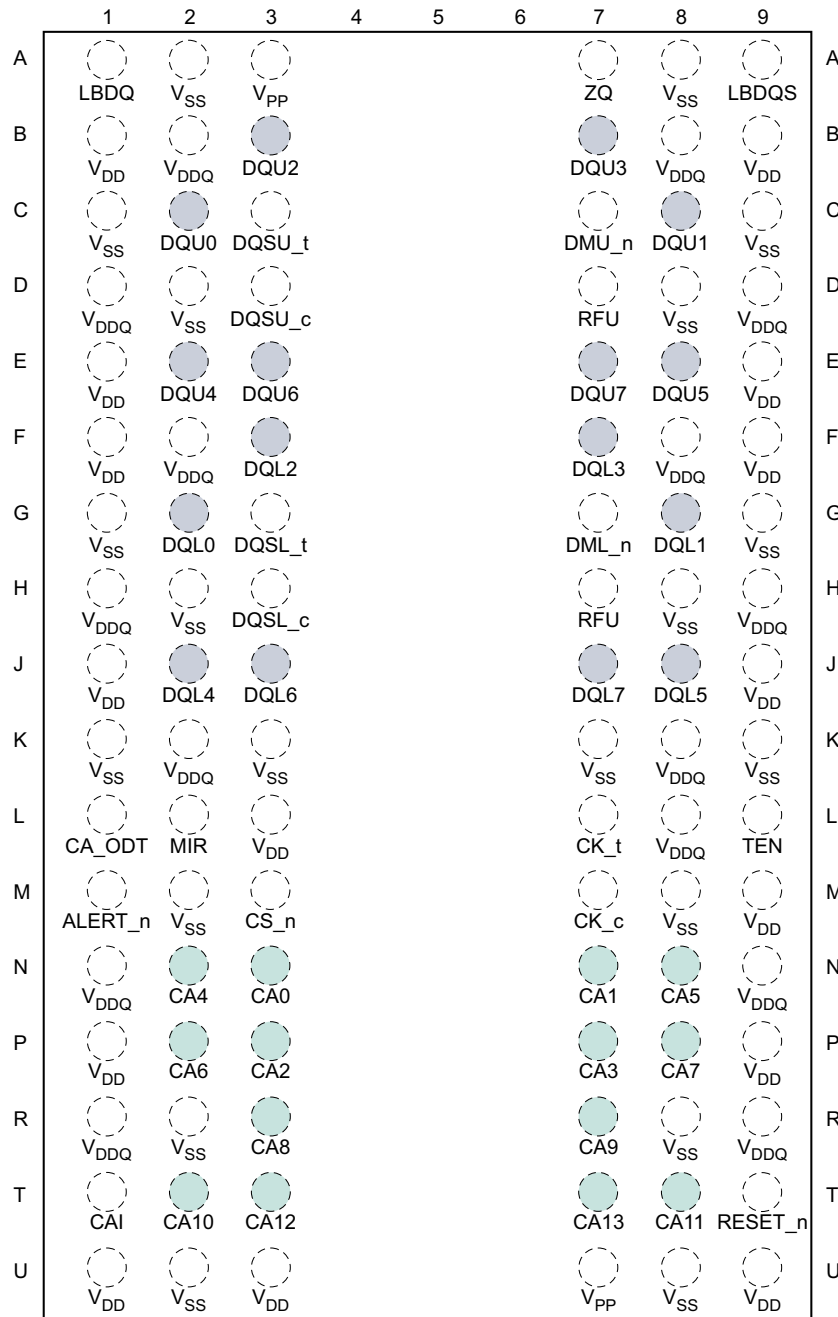 1 2 3 4 5 6 7 8 9
A A
LBDQ VSS VPP ZQ VSS LBDQS
B B
VDD VDDQ DQU2 DQU3 VDDQ VDD
C C
VSS DQU0 DQSU_t DMU_n DQU1 VSS
D D
VDDQ VSS DQSU_c RFU VSS VDDQ
E E
VDD DQU4 DQU6 DQU7 DQU5 VDD
F F
VDD VDDQ DQL2 DQL3 VDDQ VDD
G G
VSS DQL0 DQSL_t DML_n DQL1 VSS
H H
VDDQ VSS DQSL_c RFU VSS VDDQ
J J
VDD DQL4 DQL6 DQL7 DQL5 VDD
K K
VSS VDDQ VSS VSS VDDQ VSS
L L
CA_ODT MIR VDD CK_t VDDQ TEN
M M
ALERT_n VSS CS_n CK_c VSS VDD
N N
VDDQ CA4 CA0 CA1 CA5 VDDQ
P P
VDD CA6 CA2 CA3 CA7 VDD
R R
VDDQ VSS CA8 CA9 VSS VDDQ
T T
CAI CA10 CA12 CA13 CA11 RESET_n
U U
VDD VSS VDD VPP VSS VDD